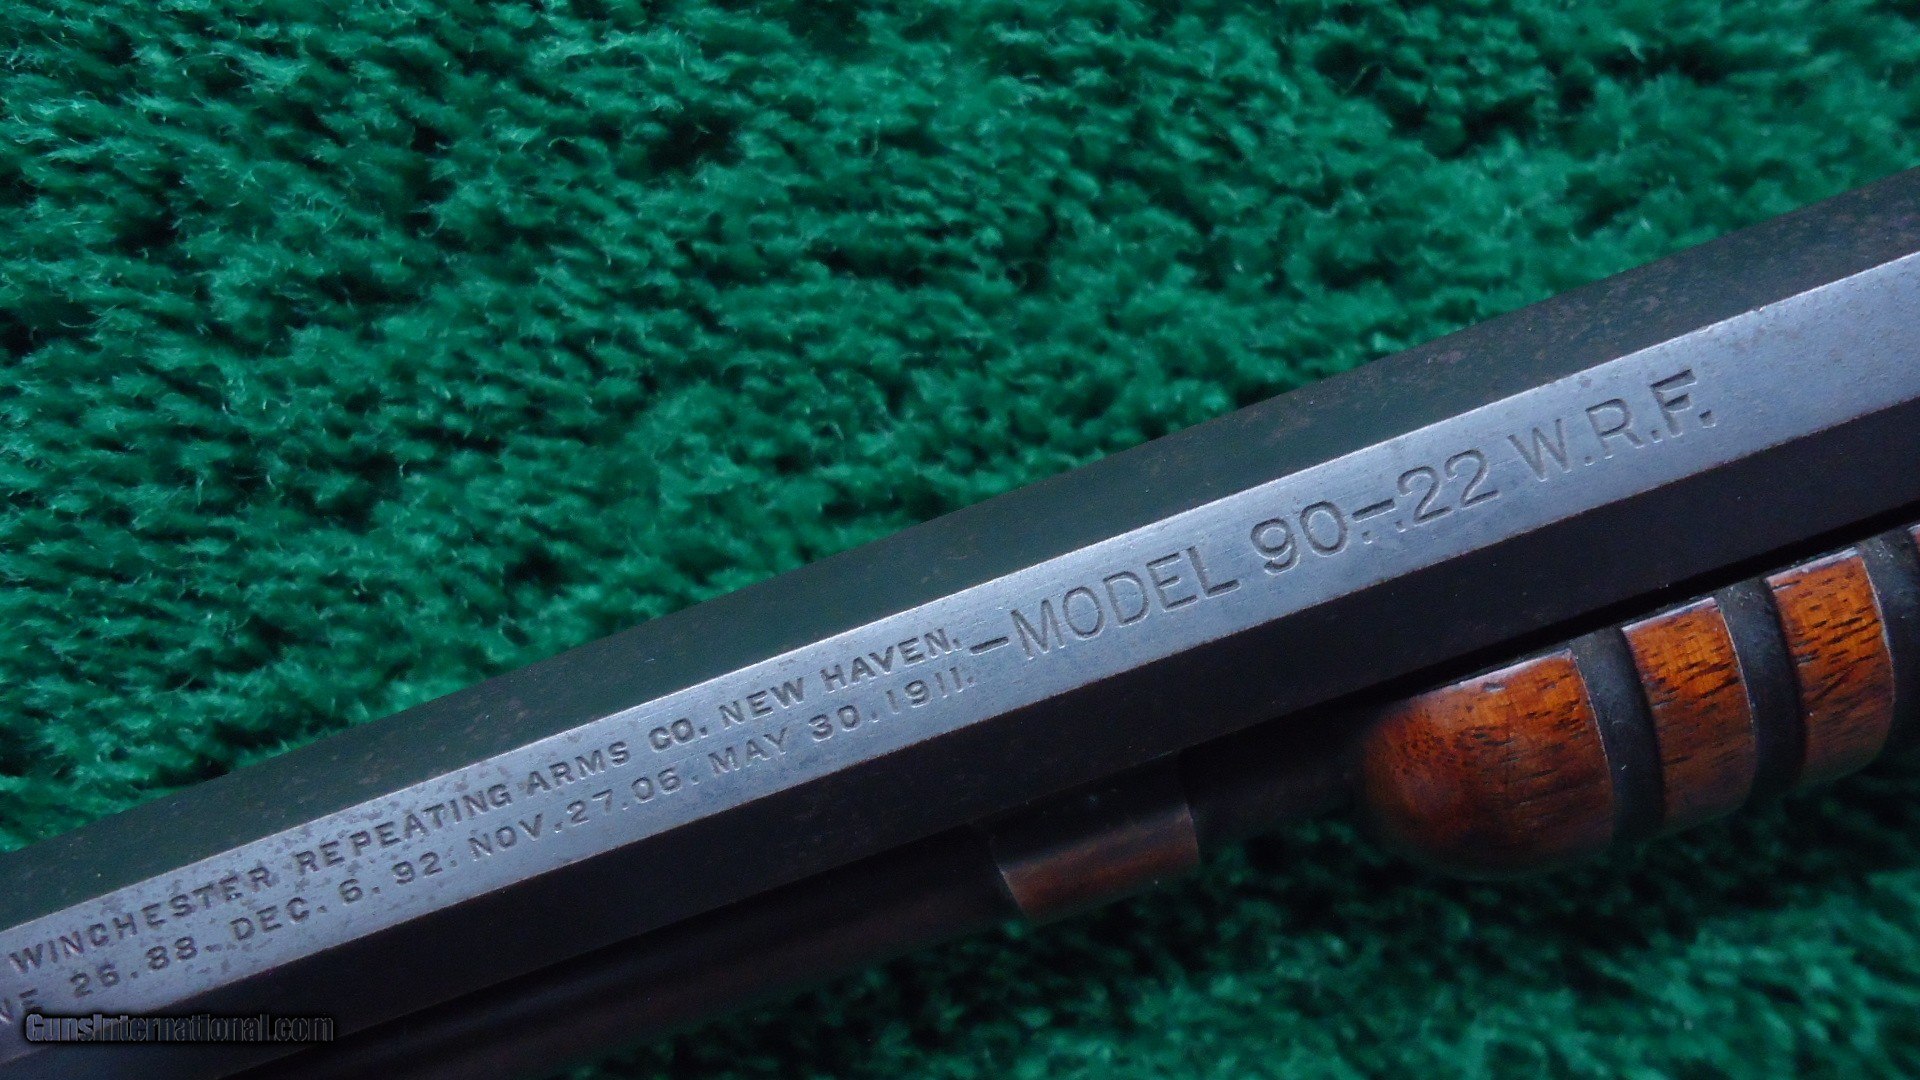 WINCHESTER REPEATING ARMS CO. NEW HAVEN.
26.88. DEC. 6. 92. NOV. 27.06. MAY 30.1911.
—MODEL 90-.22 W.R.F.
GunsInternational.com